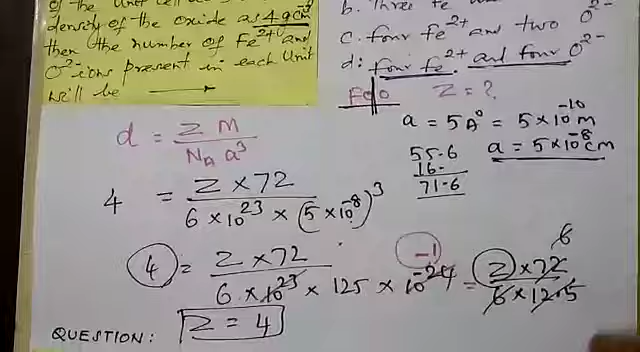 of the unit cell
density of the oxide as 4 g cm⁻³
then the number of Fe²⁺ and
O²⁻ ions present in each unit
will be
b. Three Fe
c. four Fe²⁺ and two O²⁻
d: four Fe²⁺ and four O²⁻
FeO Z = ?
a = 5A° = 5×10⁻¹⁰ m
a = 5×10⁻⁸ cm
55.6
16-
71.6
d = Z M / N_A a³
4 = Z × 72 / 6 × 10²³ × (5 × 10⁻⁸)³
4 = Z × 72 / 6 × 10²³ × 125 × 10⁻²⁴ = Z × 72 / 6 × 12.5
-1
6
Z = 4
QUESTION: